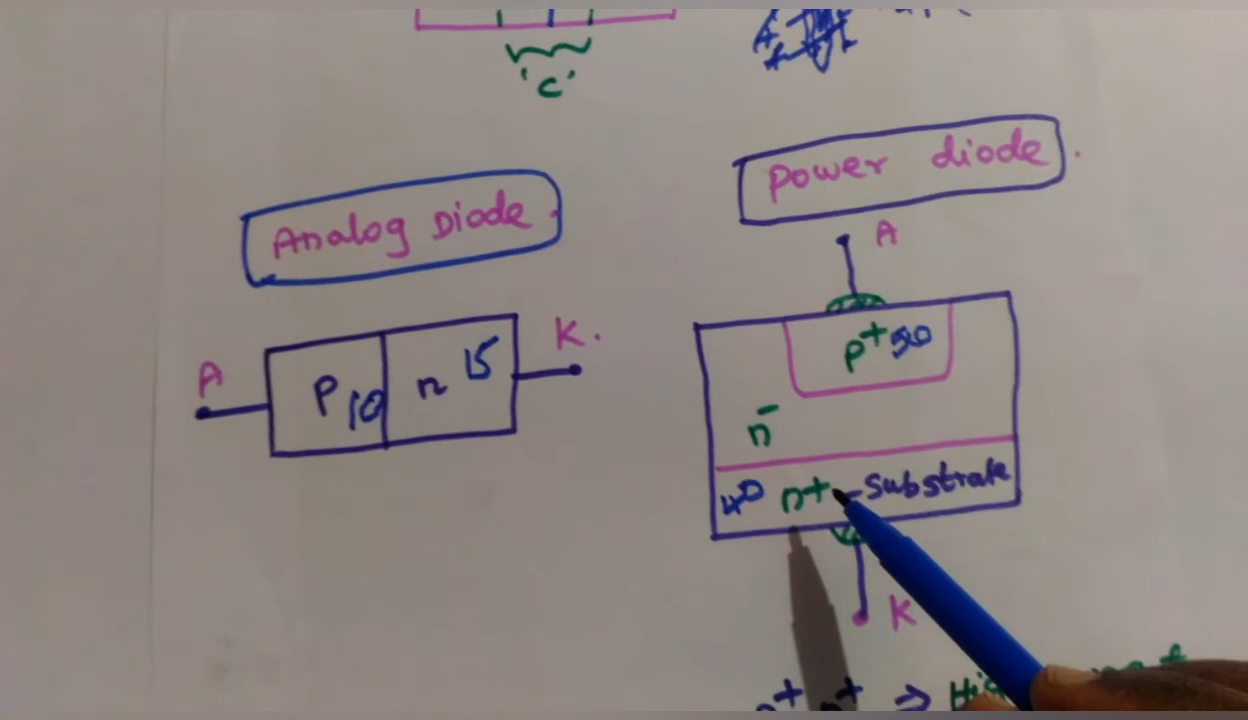 'C'
Power diode.
Analog Diode.
A
P+ 50
K.
A
P 10 n 15
n-
40 n+ - Substrate
K
n+ ⇒